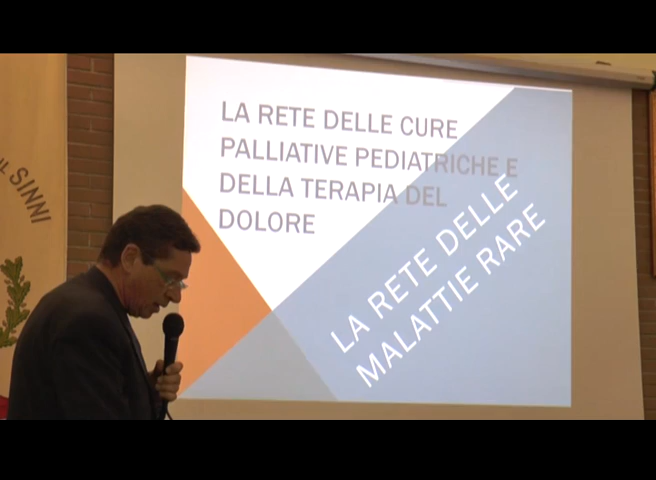 LA RETE DELLE CURE
PALLIATIVE PEDIATRICHE E
DELLA TERAPIA DEL
DOLORE
LA RETE DELLE
MALATTIE RARE
SINNI